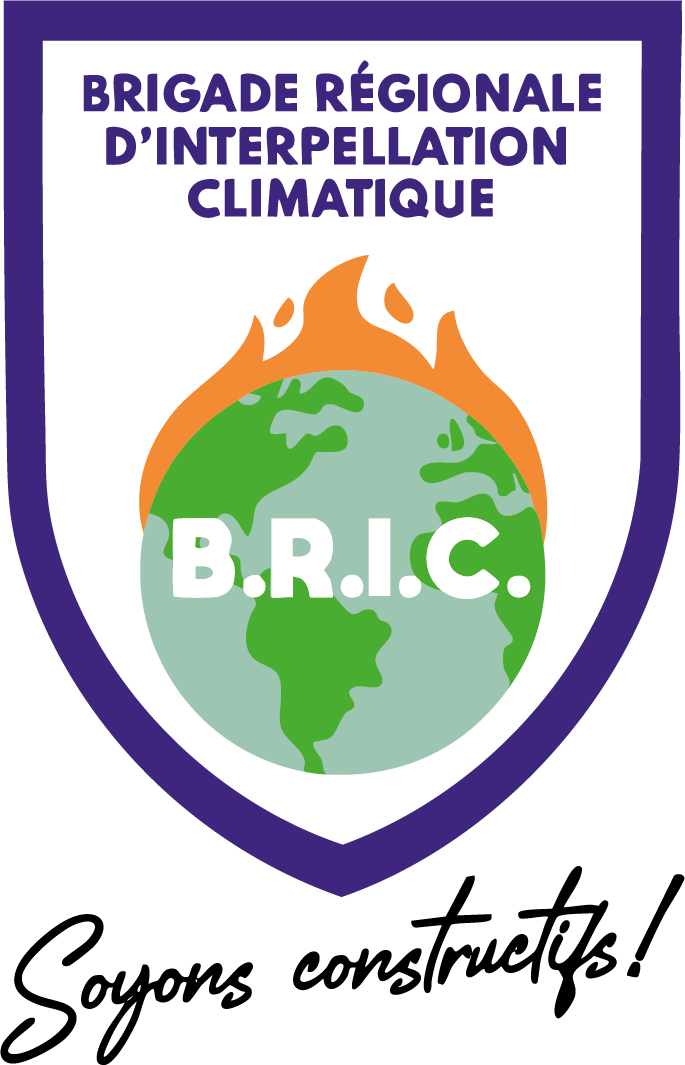 BRIGADE RÉGIONALE
D’INTERPELLATION
CLIMATIQUE
B.R.I.C.
Soyons constructifs!